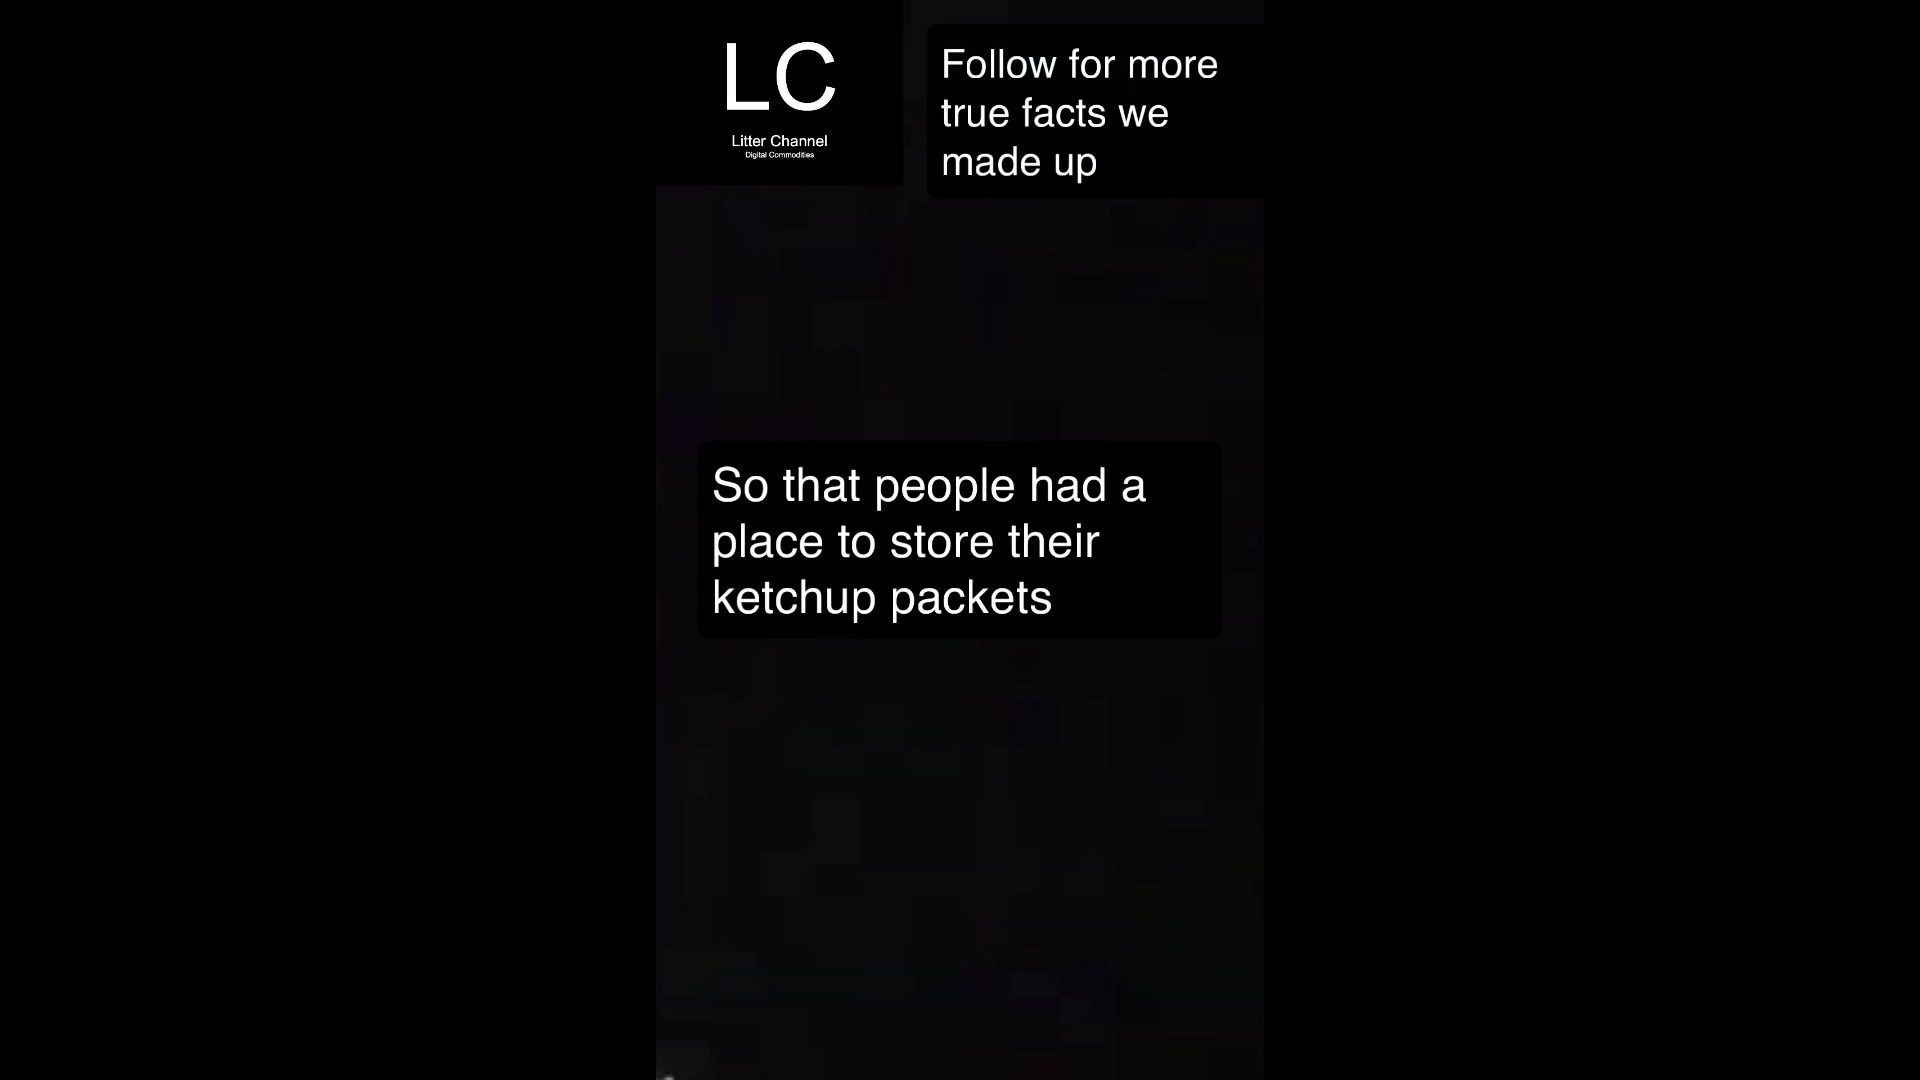 LC
Litter Channel
Digital Commodities
Follow for more
true facts we
made up
So that people had a
place to store their
ketchup packets